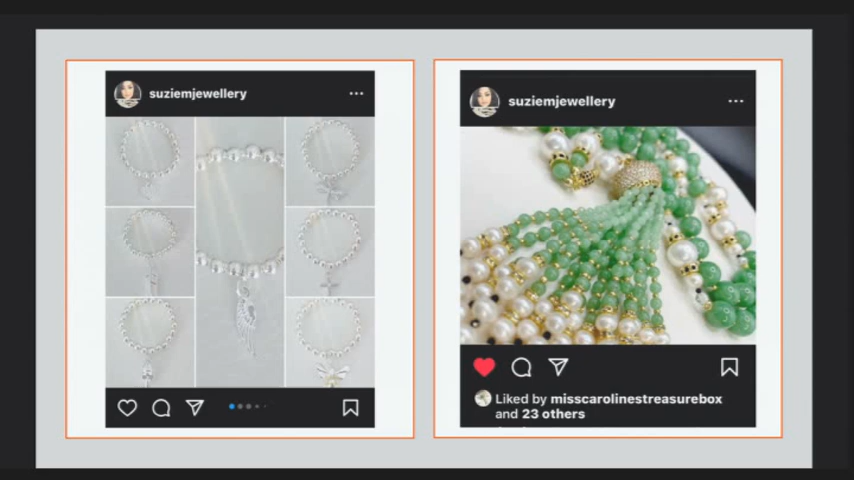 suziemjewellery
suziemjewellery
Liked by misscarolinestreasurebox
and 23 others